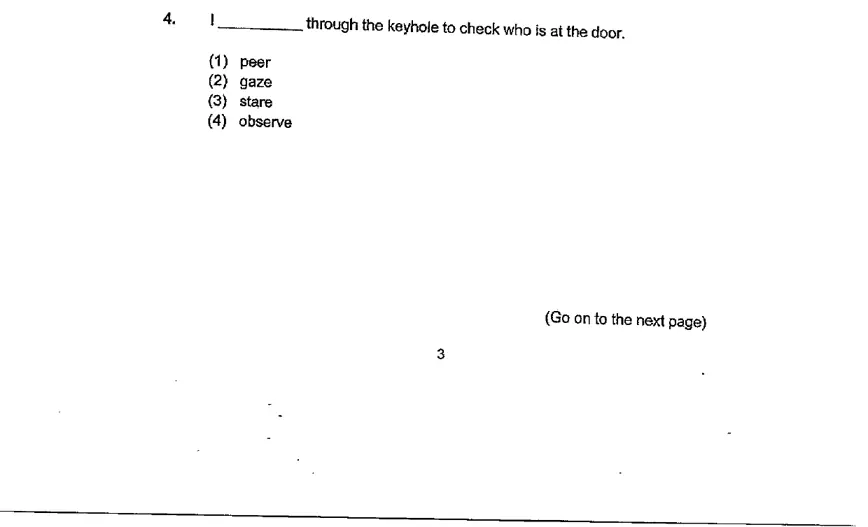 4. I __________ through the keyhole to check who is at the door.
(1) peer
(2) gaze
(3) stare
(4) observe
(Go on to the next page)
3